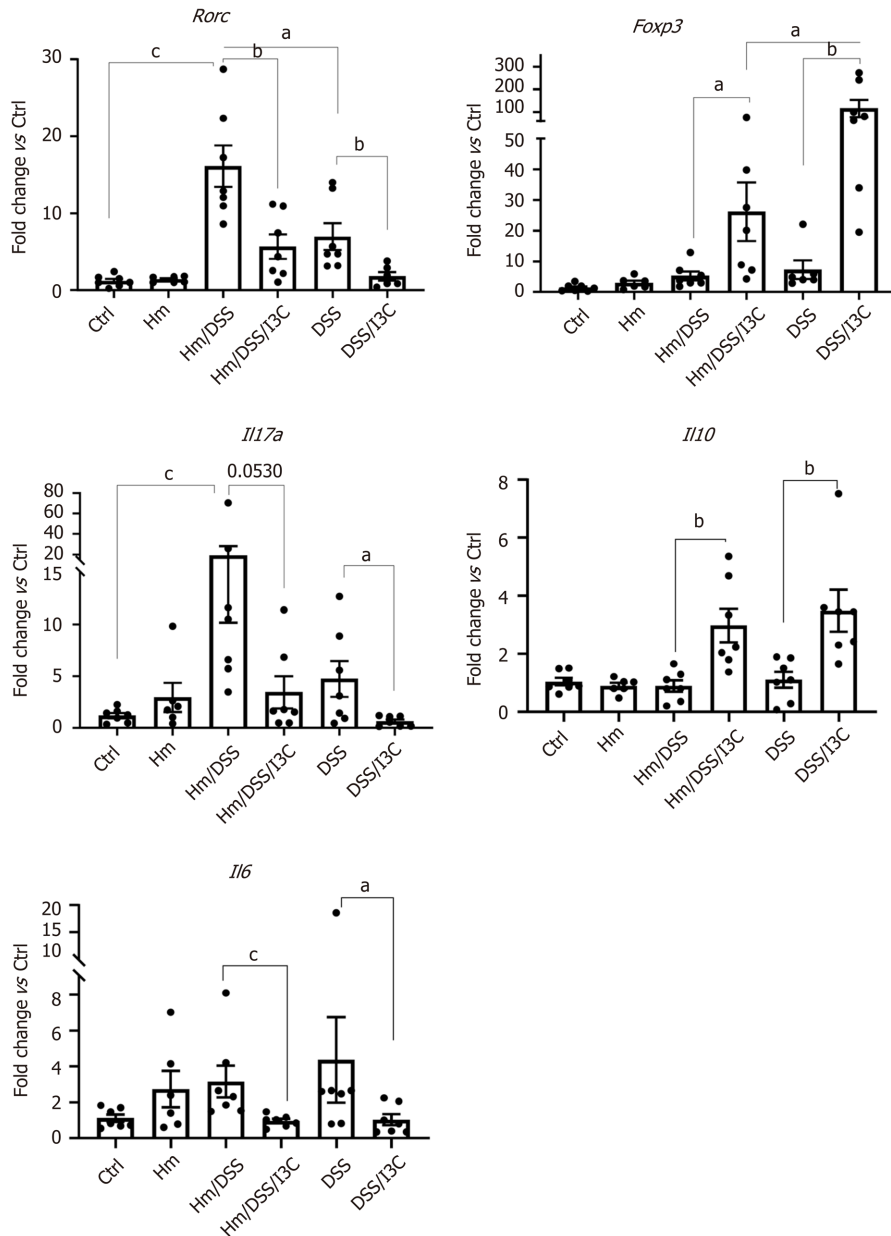 Rorc
a
c
b
b
Fold change vs Ctrl
30
20
10
0
Ctrl
Hm
Hm/DSS
Hm/DSS/I3C
DSS
DSS/I3C
Foxp3
a
b
a
Fold change vs Ctrl
300
200
100
50
40
30
20
10
0
Ctrl
Hm
Hm/DSS
Hm/DSS/I3C
DSS
DSS/I3C
Il17a
c
0.0530
a
Fold change vs Ctrl
80
60
40
20
15
10
5
0
Ctrl
Hm
Hm/DSS
Hm/DSS/I3C
DSS
DSS/I3C
Il10
b
b
Fold change vs Ctrl
8
6
4
2
0
Ctrl
Hm
Hm/DSS
Hm/DSS/I3C
DSS
DSS/I3C
Il6
a
c
Fold change vs Ctrl
20
15
10
8
6
4
2
0
Ctrl
Hm
Hm/DSS
Hm/DSS/I3C
DSS
DSS/I3C